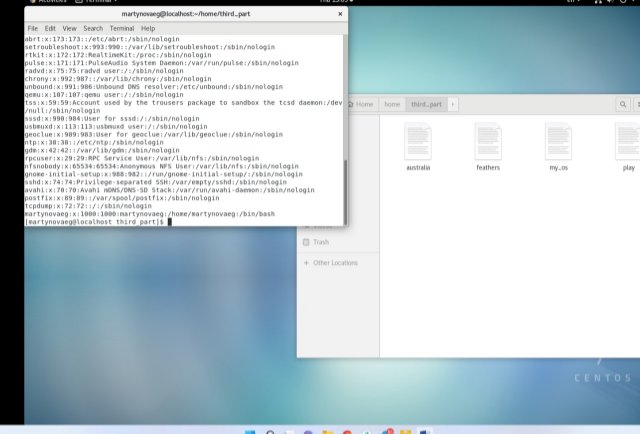 martynovaeg@localhost:~/home/third_part
File Edit View Search Terminal Help
abrt:x:173:173::/etc/abrt:/sbin/nologin
setroubleshoot:x:993:990::/var/lib/setroubleshoot:/sbin/nologin
rtkit:x:172:172:RealtimeKit:/proc:/sbin/nologin
pulse:x:171:171:PulseAudio System Daemon:/var/run/pulse:/sbin/nologin
radvd:x:75:75:radvd user:/:/sbin/nologin
chrony:x:992:987::/var/lib/chrony:/sbin/nologin
unbound:x:991:986:Unbound DNS resolver:/etc/unbound:/sbin/nologin
qemu:x:107:107:qemu user:/:/sbin/nologin
tss:x:59:59:Account used by the trousers package to sandbox the tcsd daemon:/dev
/null:/sbin/nologin
sssd:x:990:984:User for sssd:/:/sbin/nologin
usbmuxd:x:113:113:usbmuxd user:/:/sbin/nologin
geoclue:x:989:983:User for geoclue:/var/lib/geoclue:/sbin/nologin
ntp:x:38:38::/etc/ntp:/sbin/nologin
gdm:x:42:42::/var/lib/gdm:/sbin/nologin
rpcuser:x:29:29:RPC Service User:/var/lib/nfs:/sbin/nologin
nfsnobody:x:65534:65534:Anonymous NFS User:/var/lib/nfs:/sbin/nologin
gnome-initial-setup:x:988:982::/run/gnome-initial-setup/:/sbin/nologin
sshd:x:74:74:Privilege-separated SSH:/var/empty/sshd:/sbin/nologin
avahi:x:70:70:Avahi mDNS/DNS-SD Stack:/var/run/avahi-daemon:/sbin/nologin
postfix:x:89:89::/var/spool/postfix:/sbin/nologin
tcpdump:x:72:72::/:/sbin/nologin
martynovaeg:x:1000:1000:martynovaeg:/home/martynovaeg:/bin/bash
[martynovaeg@localhost third_part]$
Home home third_part
australia feathers my_os play
Trash
+ Other Locations
CENTOS